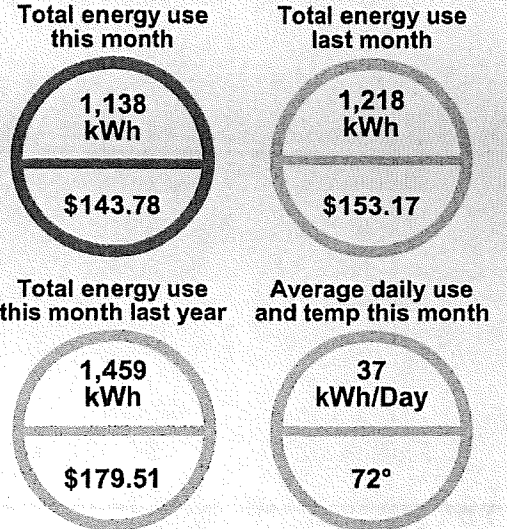 Total energy use
this month
1,138
kWh
$143.78
Total energy use
last month
1,218
kWh
$153.17
Total energy use
this month last year
1,459
kWh
$179.51
Average daily use
and temp this month
37
kWh/Day
72°